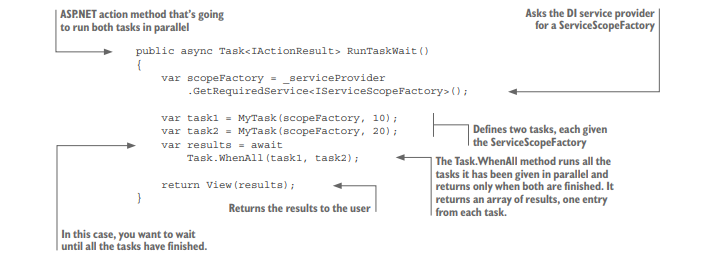 ASP.NET action method that's going
to run both tasks in parallel
Asks the DI service provider
for a ServiceScopeFactory
public async Task<IActionResult> RunTaskWait()
{
var scopeFactory = _serviceProvider
.GetRequiredService<IServiceScopeFactory>();
var task1 = MyTask(scopeFactory, 10);
var task2 = MyTask(scopeFactory, 20);
var results = await
Task.WhenAll(task1, task2);
return View(results);
}
Defines two tasks, each given
the ServiceScopeFactory
The Task.WhenAll method runs all the
tasks it has been given in parallel and
returns only when both are finished. It
returns an array of results, one entry
from each task.
Returns the results to the user
In this case, you want to wait
until all the tasks have finished.